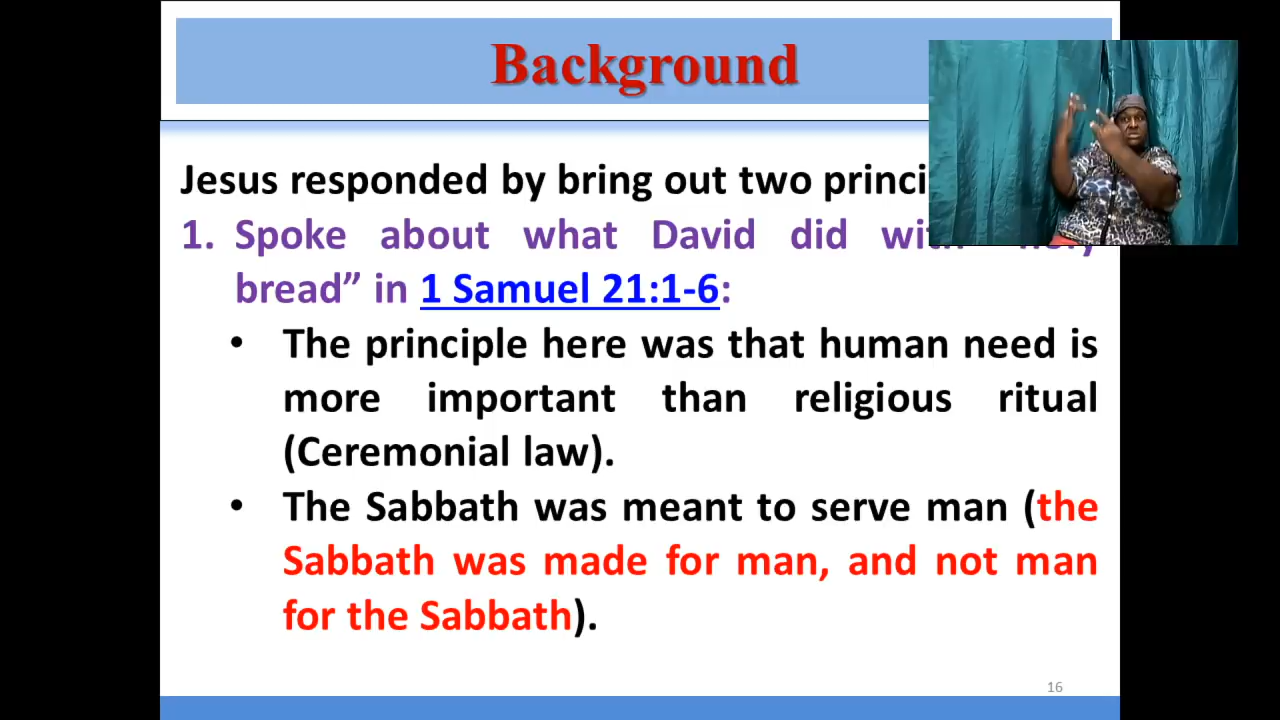 Background
Jesus responded by bring out two
1. Spoke about what David did
bread” in 1 Samuel 21:1-6:
• The principle here was that human need is
more important than religious ritual
(Ceremonial law).
• The Sabbath was meant to serve man (the
Sabbath was made for man, and not man
for the Sabbath).
16